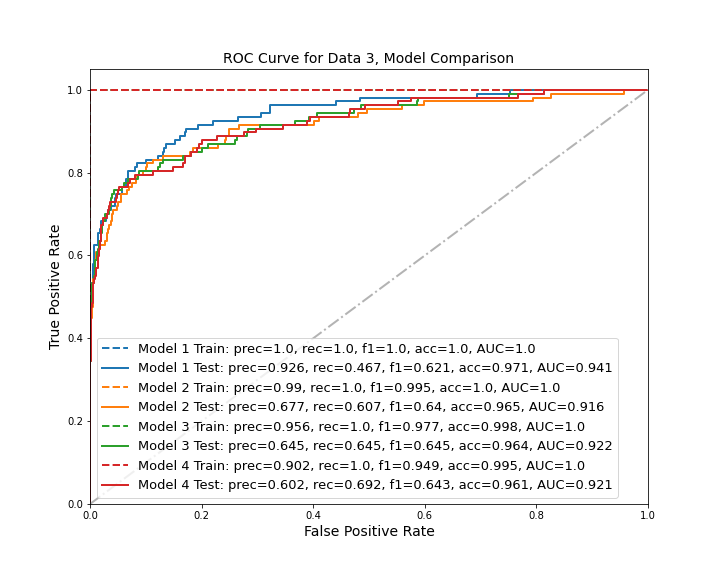 ROC Curve for Data 3, Model Comparison
True Positive Rate
1.0
0.8
0.6
0.4
0.2
0.0
Model 1 Train: prec=1.0, rec=1.0, f1=1.0, acc=1.0, AUC=1.0
Model 1 Test: prec=0.926, rec=0.467, f1=0.621, acc=0.971, AUC=0.941
Model 2 Train: prec=0.99, rec=1.0, f1=0.995, acc=1.0, AUC=1.0
Model 2 Test: prec=0.677, rec=0.607, f1=0.64, acc=0.965, AUC=0.916
Model 3 Train: prec=0.956, rec=1.0, f1=0.977, acc=0.998, AUC=1.0
Model 3 Test: prec=0.645, rec=0.645, f1=0.645, acc=0.964, AUC=0.922
Model 4 Train: prec=0.902, rec=1.0, f1=0.949, acc=0.995, AUC=1.0
Model 4 Test: prec=0.602, rec=0.692, f1=0.643, acc=0.961, AUC=0.921
0.0 0.2 0.4 0.6 0.8 1.0
False Positive Rate